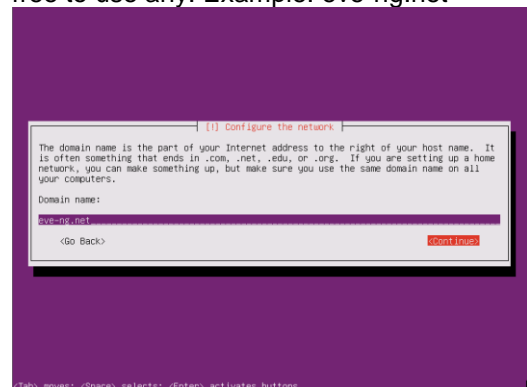 free to use any. Example: eve-ng.net
[!] Configure the network
The domain name is the part of your Internet address to the right of your host name.  It
is often something that ends in .com, .net, .edu, or .org.  If you are setting up a home
network, you can make something up, but make sure you use the same domain name on all
your computers.
Domain name:
eve-ng.net
<Go Back>
<Continue>
<Tab> moves; <Space> selects; <Enter> activates buttons